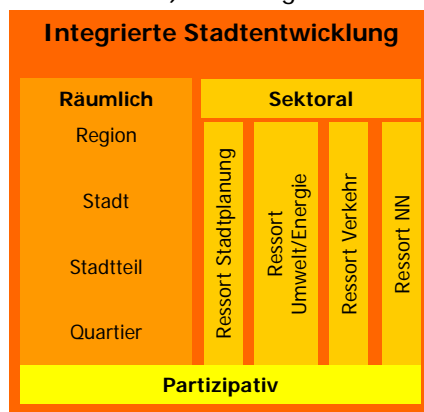 Integrierte Stadtentwicklung
Räumlich
Region
Stadt
Stadtteil
Quartier
Sektoral
Ressort Stadtplanung
Ressort
Umwelt/Energie
Ressort Verkehr
Ressort NN
Partizipativ